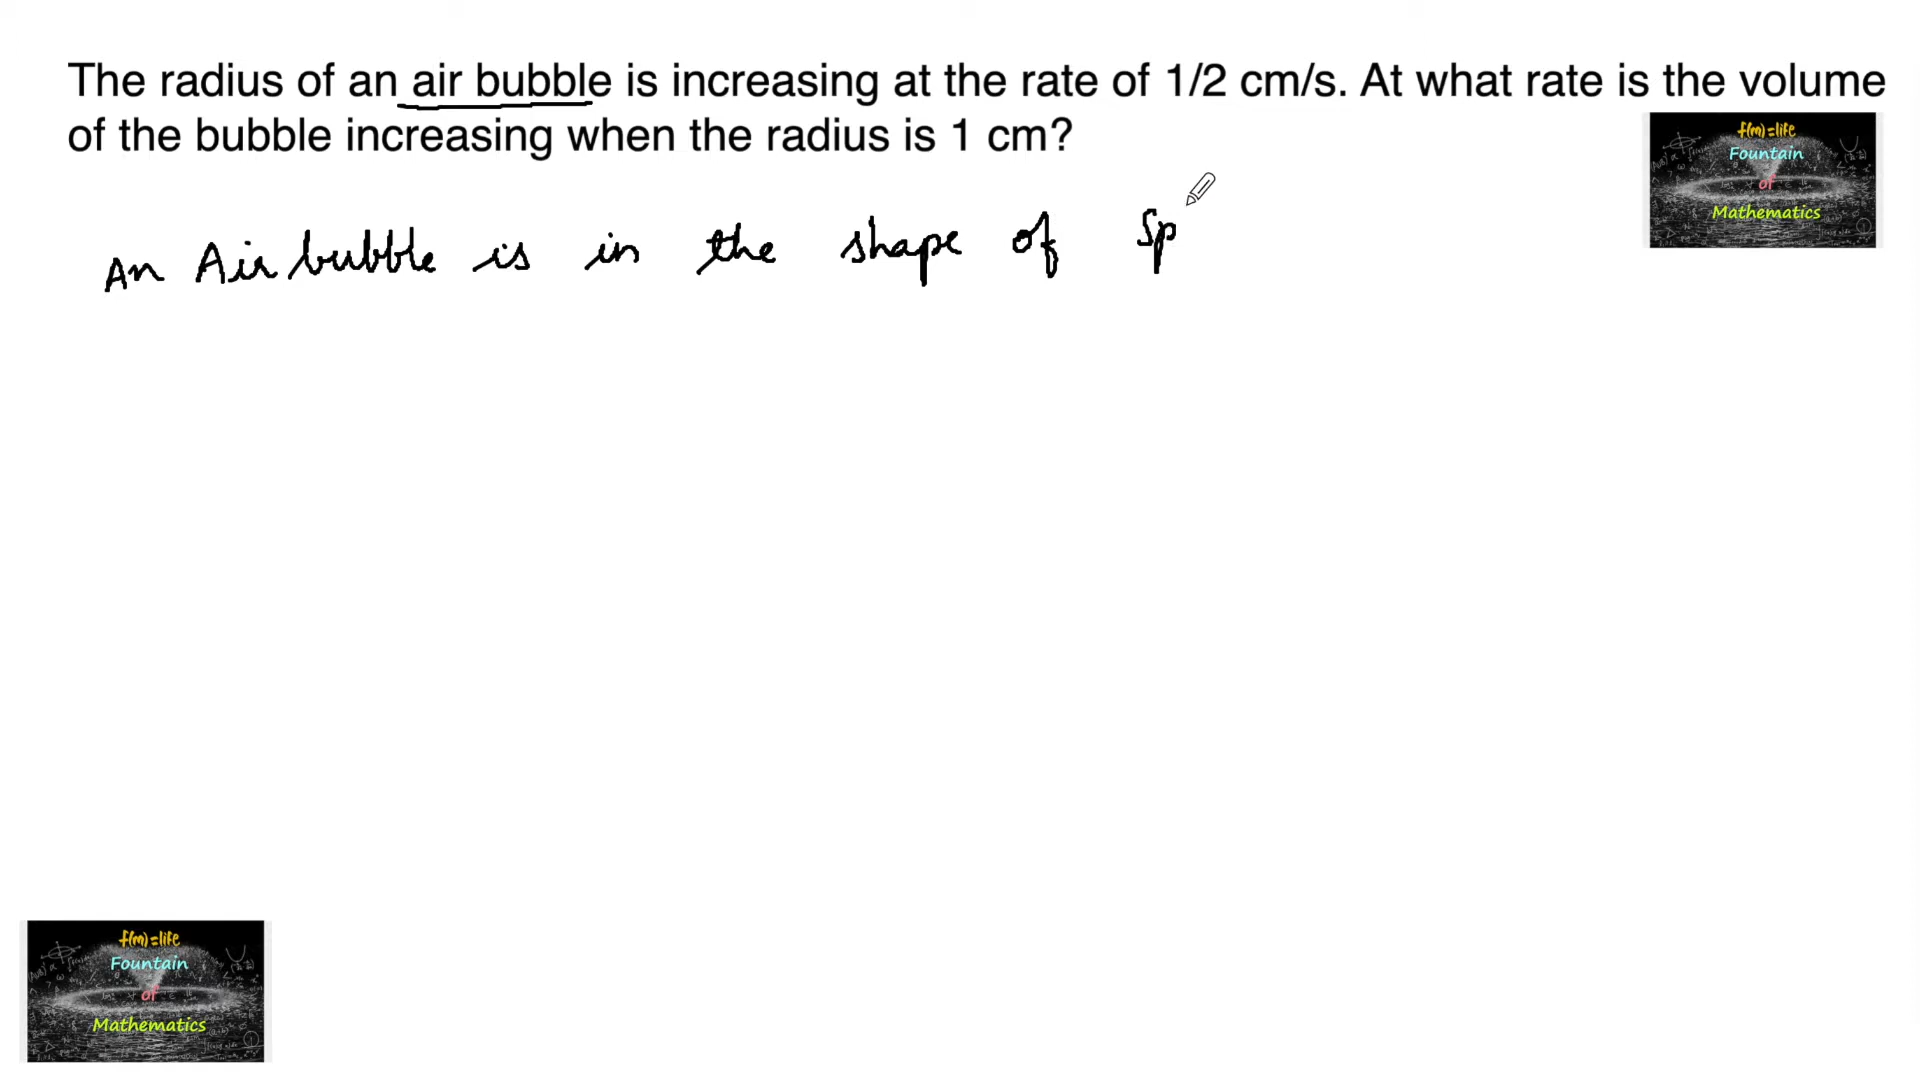 The radius of an air bubble is increasing at the rate of 1/2 cm/s. At what rate is the volume
of the bubble increasing when the radius is 1 cm?
An Air bubble is in the shape of Sp
f(m)=life
Fountain
of
Mathematics
f(m)=life
Fountain
of
Mathematics